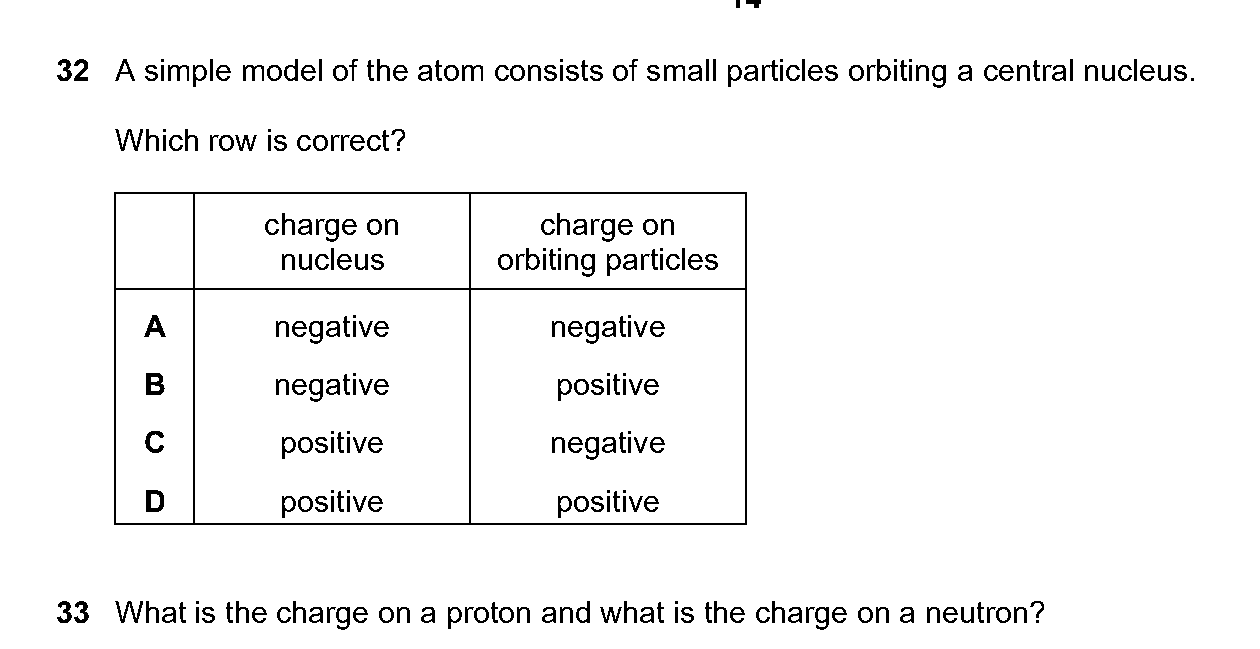 32 A simple model of the atom consists of small particles orbiting a central nucleus.
Which row is correct?
charge on nucleus charge on orbiting particles
A negative negative
B negative positive
C positive negative
D positive positive
33 What is the charge on a proton and what is the charge on a neutron?